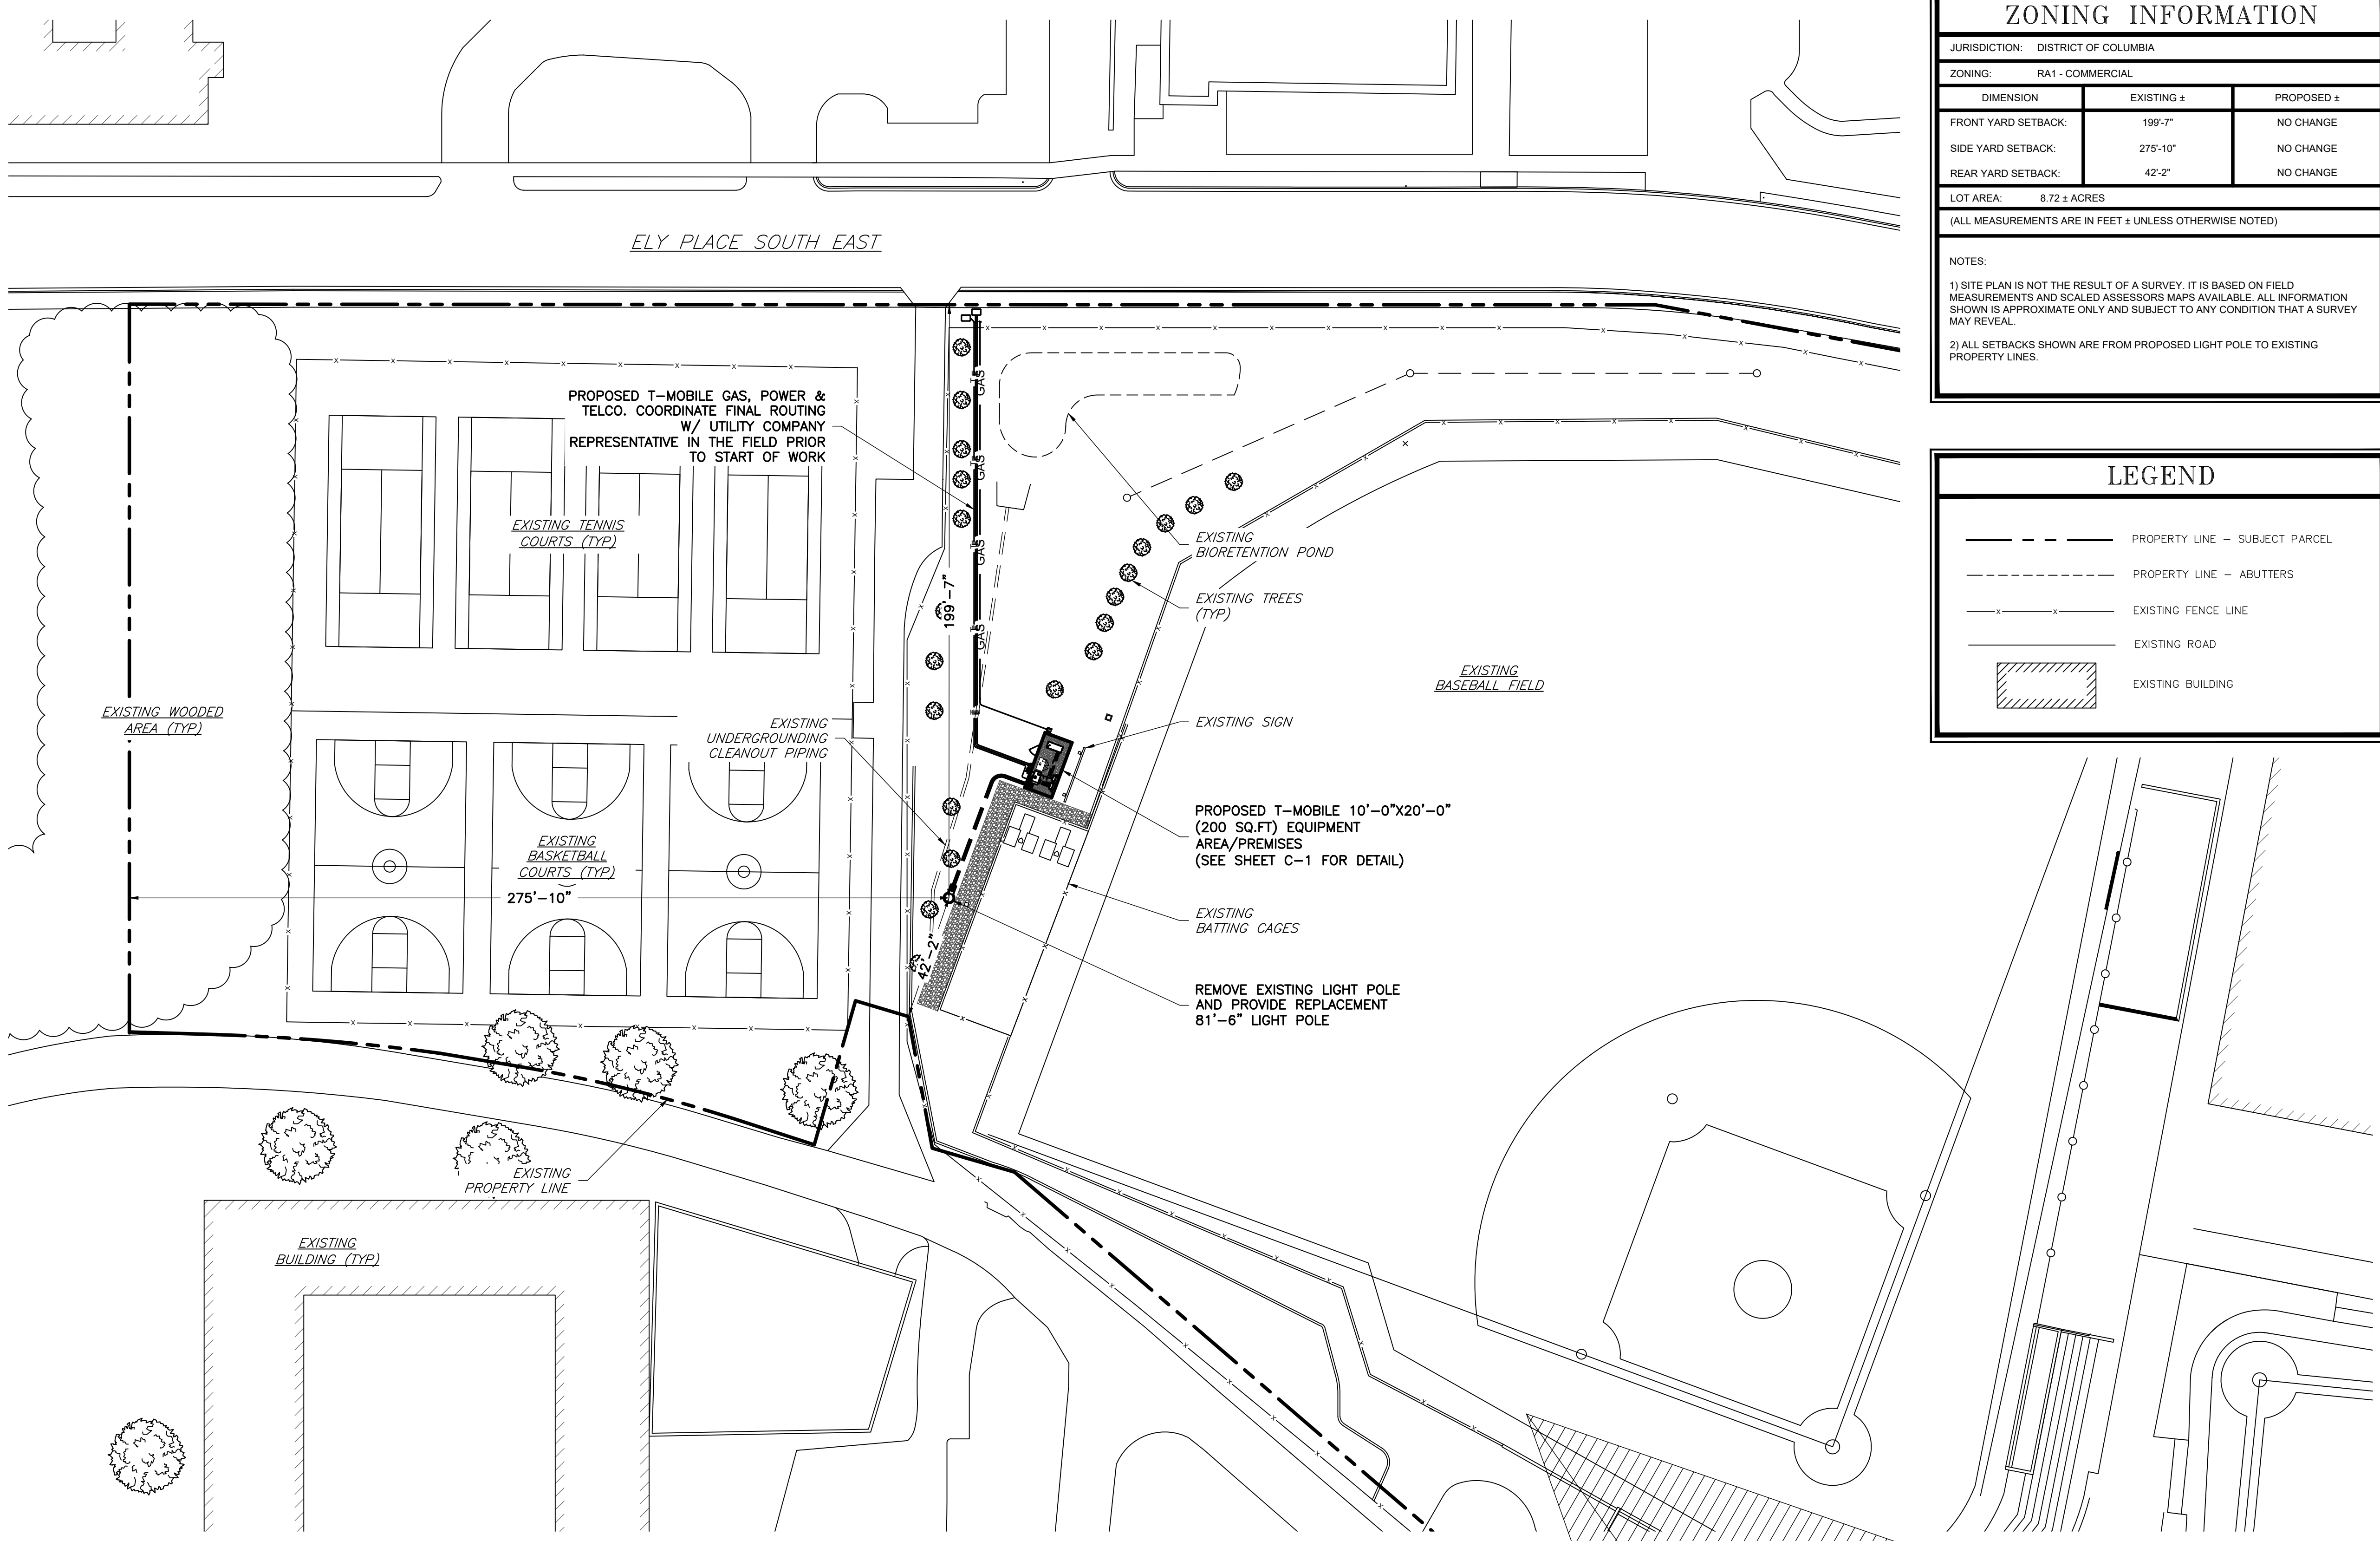 ZONING INFORMATION
JURISDICTION: DISTRICT OF COLUMBIA
ZONING: RA1 - COMMERCIAL
DIMENSION EXISTING ± PROPOSED ±
FRONT YARD SETBACK: 199'-7" NO CHANGE
SIDE YARD SETBACK: 275'-10" NO CHANGE
REAR YARD SETBACK: 42'-2" NO CHANGE
LOT AREA: 8.72 ± ACRES
(ALL MEASUREMENTS ARE IN FEET ± UNLESS OTHERWISE NOTED)
NOTES:
1) SITE PLAN IS NOT THE RESULT OF A SURVEY. IT IS BASED ON FIELD
MEASUREMENTS AND SCALED ASSESSORS MAPS AVAILABLE. ALL INFORMATION
SHOWN IS APPROXIMATE ONLY AND SUBJECT TO ANY CONDITION THAT A SURVEY
MAY REVEAL.
2) ALL SETBACKS SHOWN ARE FROM PROPOSED LIGHT POLE TO EXISTING
PROPERTY LINES.
LEGEND
PROPERTY LINE – SUBJECT PARCEL
PROPERTY LINE – ABUTTERS
EXISTING FENCE LINE
EXISTING ROAD
EXISTING BUILDING
ELY PLACE SOUTH EAST
PROPOSED T–MOBILE GAS, POWER &
TELCO. COORDINATE FINAL ROUTING
W/ UTILITY COMPANY
REPRESENTATIVE IN THE FIELD PRIOR
TO START OF WORK
GAS
GAS
GAS
GAS
EXISTING TENNIS
COURTS (TYP.)
EXISTING
BIORETENTION POND
199'–7"
EXISTING TREES
(TYP.)
EXISTING
BASEBALL FIELD
EXISTING WOODED
AREA (TYP.)
EXISTING
UNDERGROUNDING
CLEANOUT PIPING
EXISTING SIGN
PROPOSED T–MOBILE 10'–0"X20'–0"
(200 SQ.FT) EQUIPMENT
AREA/PREMISES
(SEE SHEET C–1 FOR DETAIL)
EXISTING
BASKETBALL
COURTS (TYP.)
275'–10"
EXISTING
BATTING CAGES
42'–2"
REMOVE EXISTING LIGHT POLE
AND PROVIDE REPLACEMENT
81'–6" LIGHT POLE
EXISTING
PROPERTY LINE
EXISTING
BUILDING (TYP.)